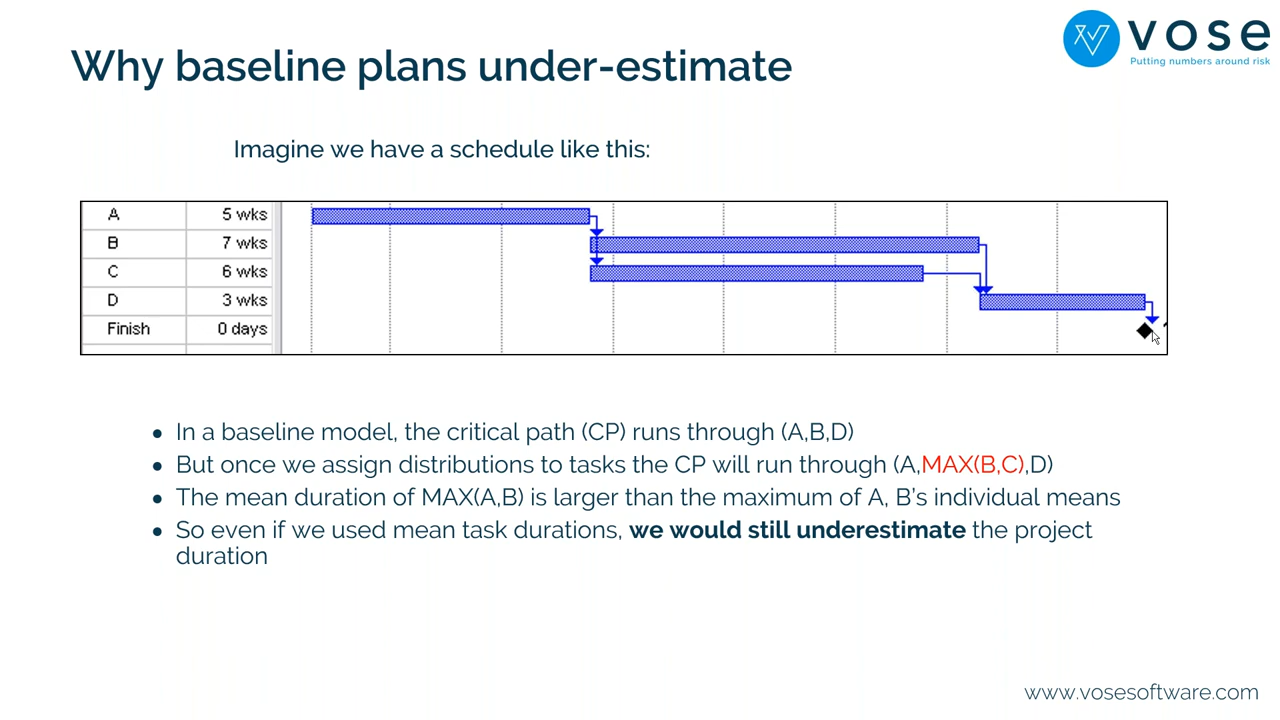 vose
Putting numbers around risk
Why baseline plans under-estimate
Imagine we have a schedule like this:
A 5 wks
B 7 wks
C 6 wks
D 3 wks
Finish 0 days
• In a baseline model, the critical path (CP) runs through (A,B,D)
• But once we assign distributions to tasks the CP will run through (A,MAX(B,C),D)
• The mean duration of MAX(A,B) is larger than the maximum of A, B’s individual means
• So even if we used mean task durations, we would still underestimate the project
duration
www.vosesoftware.com